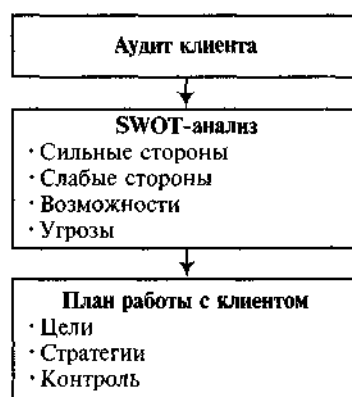 Аудит клиента
SWOT-анализ
· Сильные стороны
· Слабые стороны
· Возможности
· Угрозы
План работы с клиентом
· Цели
· Стратегии
· Контроль